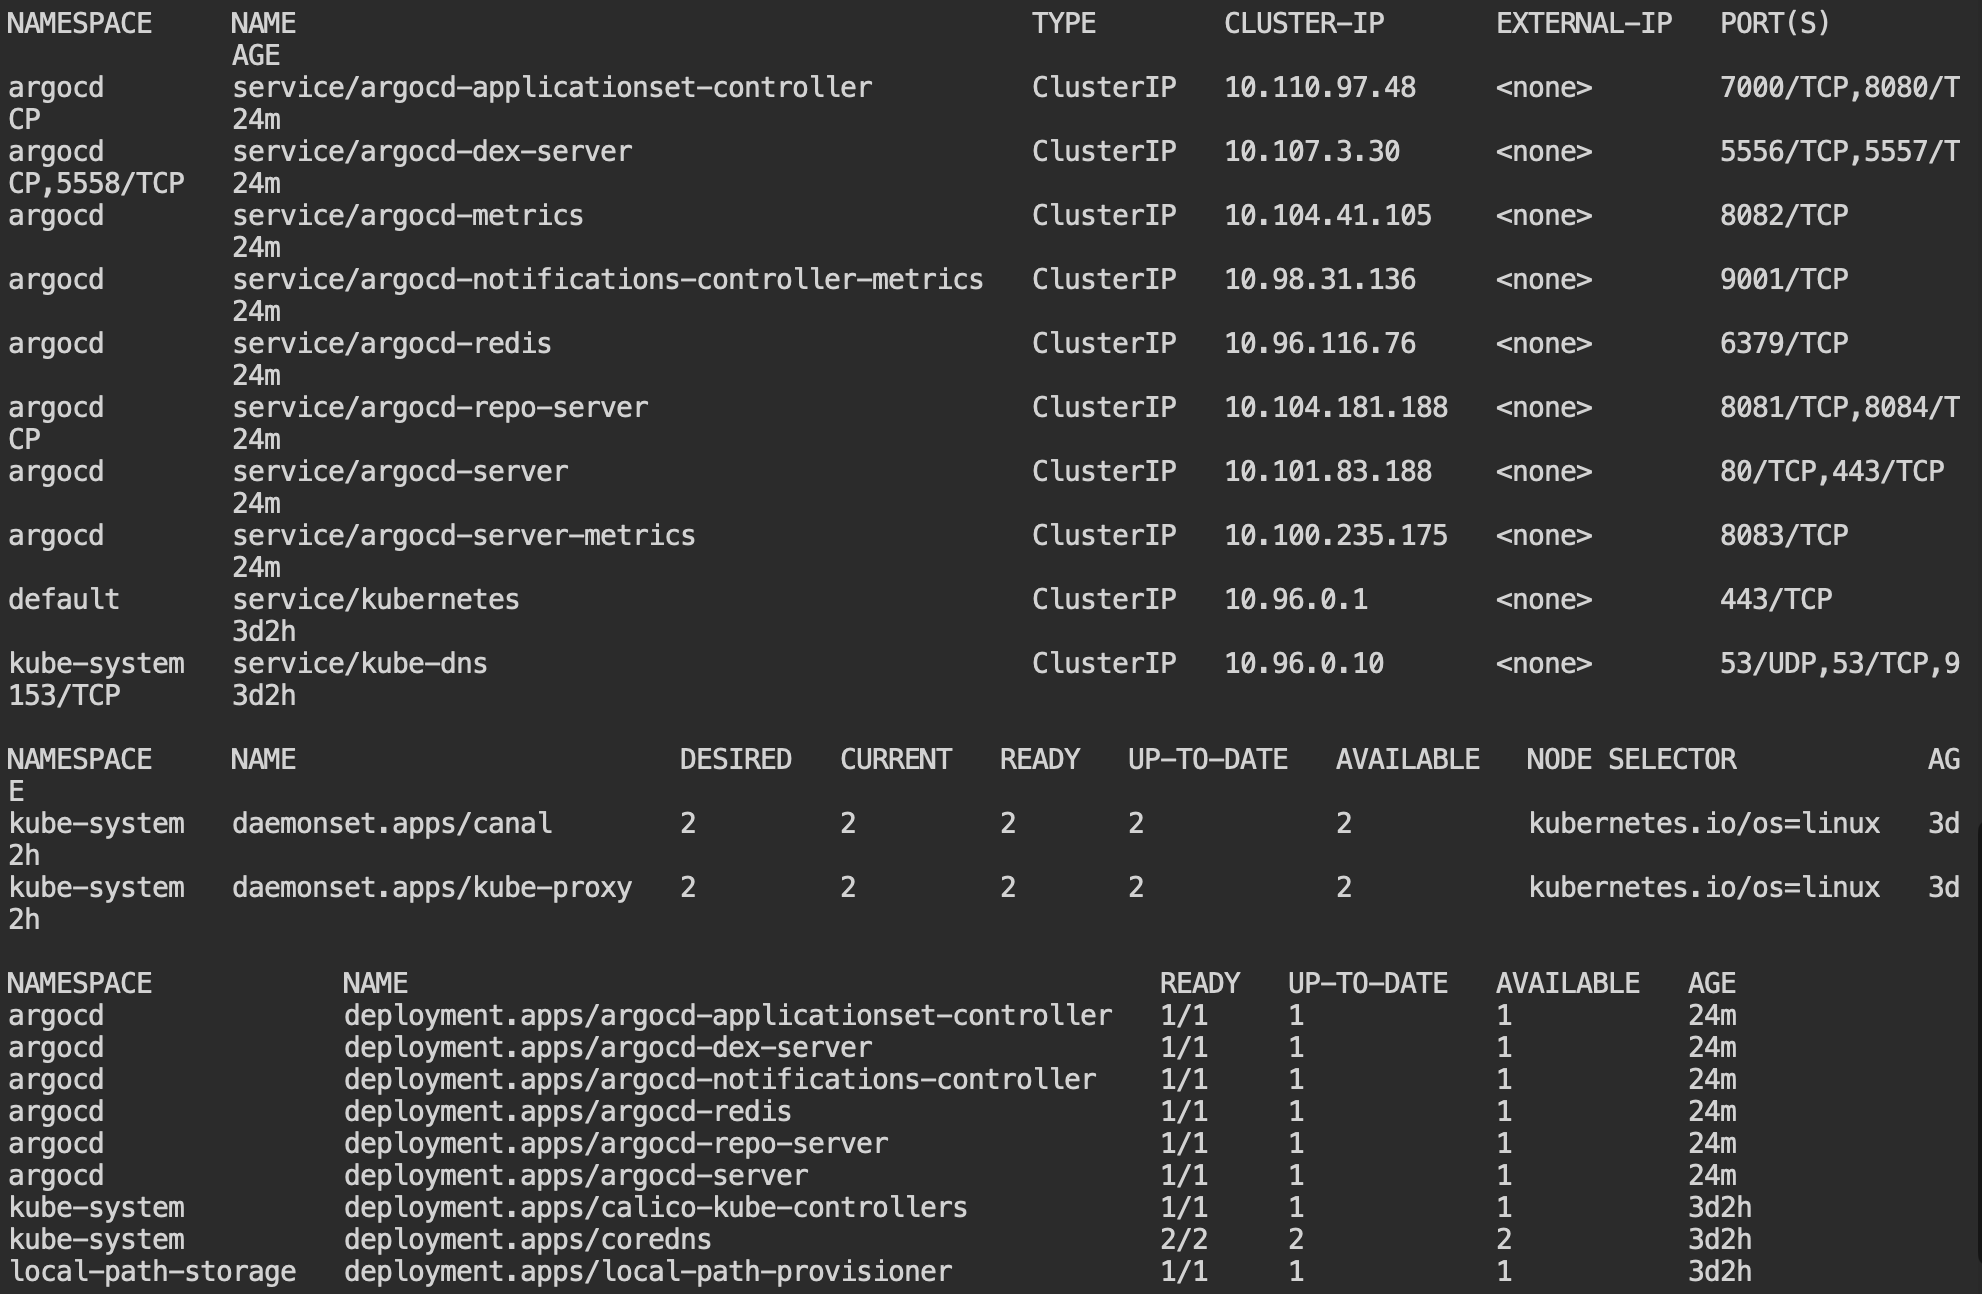 NAMESPACE     NAME                                              TYPE        CLUSTER-IP       EXTERNAL-IP   PORT(S)
              AGE
argocd        service/argocd-applicationset-controller          ClusterIP   10.110.97.48     <none>        7000/TCP,8080/T
CP            24m
argocd        service/argocd-dex-server                         ClusterIP   10.107.3.30      <none>        5556/TCP,5557/T
CP,5558/TCP   24m
argocd        service/argocd-metrics                            ClusterIP   10.104.41.105    <none>        8082/TCP
              24m
argocd        service/argocd-notifications-controller-metrics   ClusterIP   10.98.31.136     <none>        9001/TCP
              24m
argocd        service/argocd-redis                              ClusterIP   10.96.116.76     <none>        6379/TCP
              24m
argocd        service/argocd-repo-server                        ClusterIP   10.104.181.188   <none>        8081/TCP,8084/T
CP            24m
argocd        service/argocd-server                             ClusterIP   10.101.83.188    <none>        80/TCP,443/TCP
              24m
argocd        service/argocd-server-metrics                     ClusterIP   10.100.235.175   <none>        8083/TCP
              24m
default       service/kubernetes                                ClusterIP   10.96.0.1        <none>        443/TCP
              3d2h
kube-system   service/kube-dns                                  ClusterIP   10.96.0.10       <none>        53/UDP,53/TCP,9
153/TCP       3d2h

NAMESPACE     NAME                        DESIRED   CURRENT   READY   UP-TO-DATE   AVAILABLE   NODE SELECTOR            AG
E
kube-system   daemonset.apps/canal        2         2         2       2            2           kubernetes.io/os=linux   3d
2h
kube-system   daemonset.apps/kube-proxy   2         2         2       2            2           kubernetes.io/os=linux   3d
2h

NAMESPACE            NAME                                               READY   UP-TO-DATE   AVAILABLE   AGE
argocd               deployment.apps/argocd-applicationset-controller   1/1     1            1           24m
argocd               deployment.apps/argocd-dex-server                  1/1     1            1           24m
argocd               deployment.apps/argocd-notifications-controller    1/1     1            1           24m
argocd               deployment.apps/argocd-redis                       1/1     1            1           24m
argocd               deployment.apps/argocd-repo-server                 1/1     1            1           24m
argocd               deployment.apps/argocd-server                      1/1     1            1           24m
kube-system          deployment.apps/calico-kube-controllers            1/1     1            1           3d2h
kube-system          deployment.apps/coredns                            2/2     2            2           3d2h
local-path-storage   deployment.apps/local-path-provisioner             1/1     1            1           3d2h